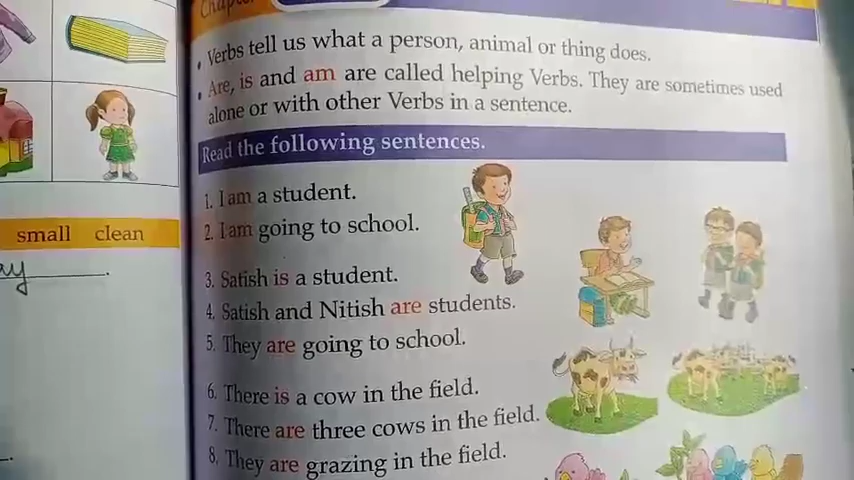 Chapter
• Verbs tell us what a person, animal or thing does.
• Are, is and am are called helping Verbs. They are sometimes used
alone or with other Verbs in a sentence.
Read the following sentences.
1. I am a student.
2. I am going to school.
3. Satish is a student.
4. Satish and Nitish are students.
5. They are going to school.
6. There is a cow in the field.
7. There are three cows in the field.
8. They are grazing in the field.
small clean